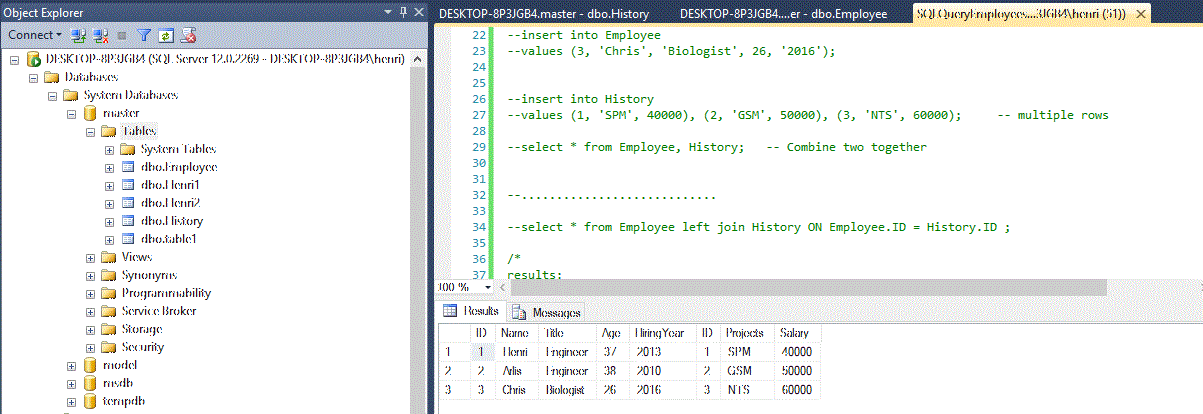 Object Explorer
Connect
DESKTOP-8P3JGB4 (SQL Server 12.0.2269 - DESKTOP-8P3JGB4\henri)
Databases
System Databases
master
Tables
System Tables
dbo.Employee
dbo.Henri1
dbo.Henri2
dbo.History
dbo.table1
Views
Synonyms
Programmability
Service Broker
Storage
Security
model
msdb
tempdb
DESKTOP-8P3JGB4.master - dbo.History
DESKTOP-8P3JGB4....er - dbo.Employee
SQLQueryEmployees....3JGB4\henri (51))
22 --insert into Employee
23 --values (3, 'Chris', 'Biologist', 26, '2016');
24
25
26 --insert into History
27 --values (1, 'SPM', 40000), (2, 'GSM', 50000), (3, 'NTS', 60000); -- multiple rows
28
29 --select * from Employee, History; -- Combine two together
30
31
32 --............................
33
34 --select * from Employee left join History ON Employee.ID = History.ID ;
35
36 /*
37 results:
100 %
Results Messages
ID Name Title Age HiringYear ID Projects Salary
1 1 Henri Engineer 37 2013 1 SPM 40000
2 2 Arlis Engineer 38 2010 2 GSM 50000
3 3 Chris Biologist 26 2016 3 NTS 60000